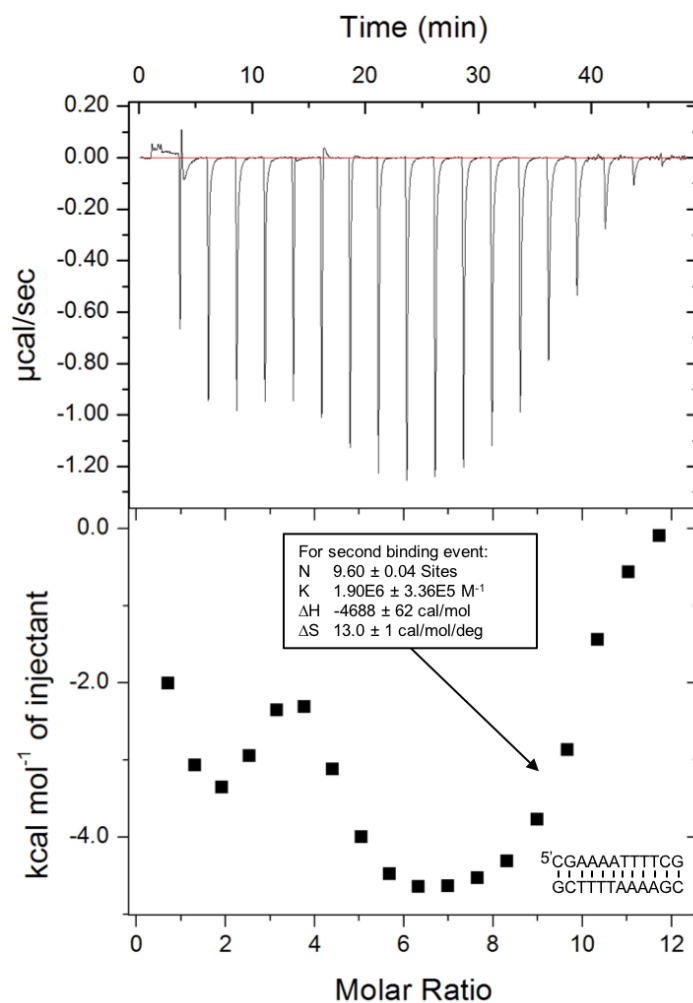 Time (min)
0 10 20 30 40
0.20
0.00
-0.20
-0.40
-0.60
-0.80
-1.00
-1.20
µcal/sec
0.0
-2.0
-4.0
kcal mol⁻¹ of injectant
For second binding event:
N 9.60 ± 0.04 Sites
K 1.90E6 ± 3.36E5 M⁻¹
ΔH -4688 ± 62 cal/mol
ΔS 13.0 ± 1 cal/mol/deg
5'CGAAAATTTTCG
GCTTTTAAAAGC
0 2 4 6 8 10 12
Molar Ratio